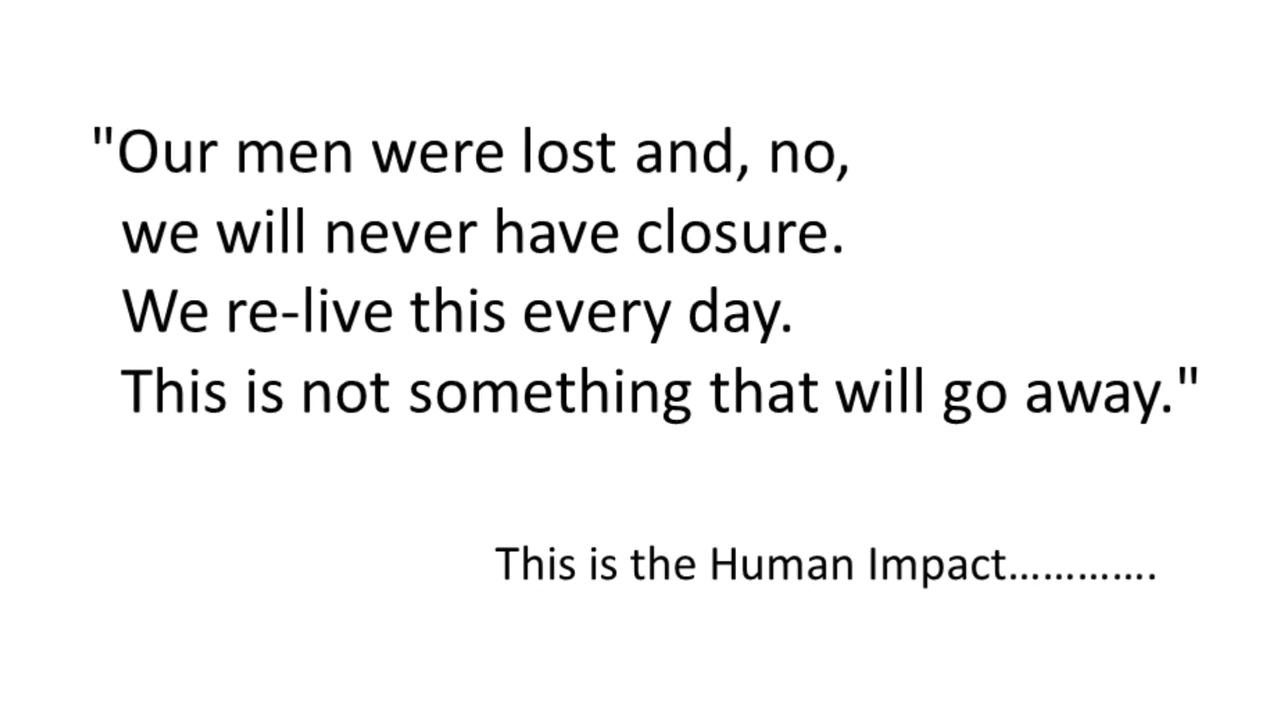 "Our men were lost and, no,
we will never have closure.
We re-live this every day.
This is not something that will go away."
This is the Human Impact………….